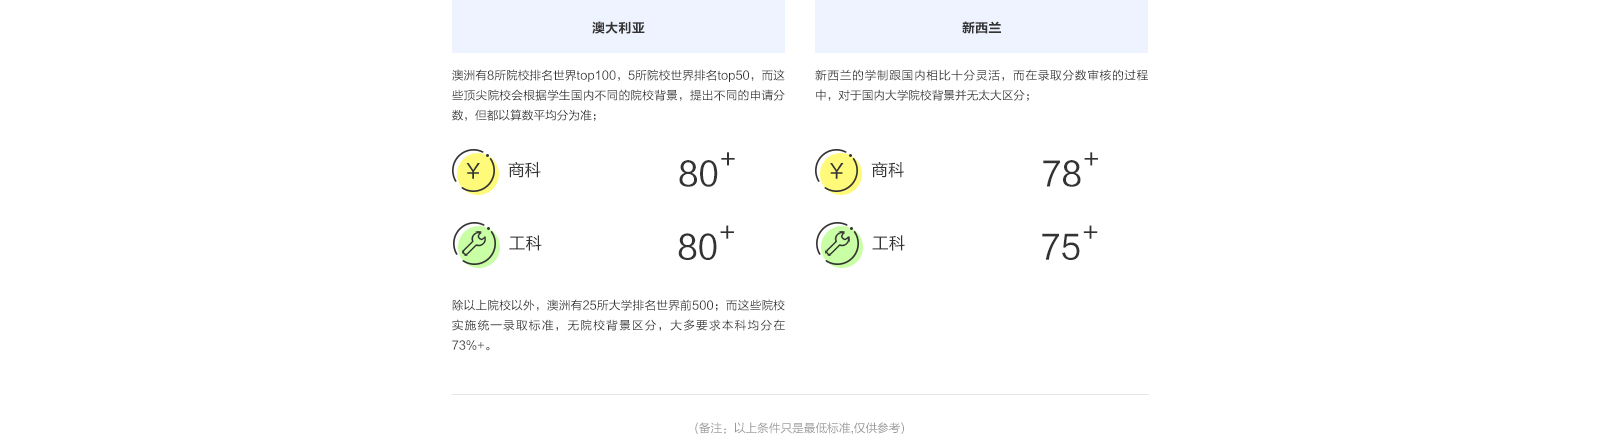 澳大利亚
澳洲有8所院校排名世界top100，5所院校世界排名top50，而这
些顶尖院校会根据学生国内不同的院校背景，提出不同的申请分
数，但都以算数平均分为准；
¥ 商科 80+
工科 80+
除以上院校以外，澳洲有25所大学排名世界前500；而这些院校
实施统一录取标准，无院校背景区分，大多要求本科均分在
73%+。
新西兰
新西兰的学制跟国内相比十分灵活，而在录取分数审核的过程
中，对于国内大学院校背景并无太大区分；
¥ 商科 78+
工科 75+
(备注：以上条件只是最低标准,仅供参考)